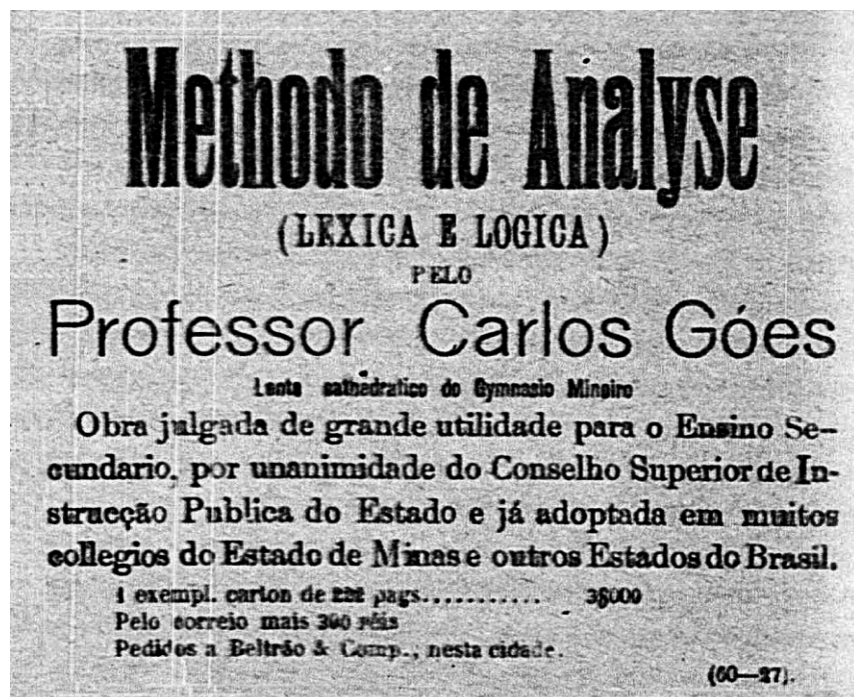 Methodo de Analyse
(LEXICA E LOGICA)
PELO
Professor Carlos Góes
Lente cathedratico do Gymnasio Mineiro
Obra julgada de grande utilidade para o Ensino Se-
cundario, por unanimidade do Conselho Superior de In-
strucção Publica do Estado e já adoptada em muitos
collegios do Estado de Minas e outros Estados do Brasil.
1 exempl. carton de 222 pags........... 3$000
Pelo correio mais 300 réis
Pedidos a Beltrão & Comp., nesta cidade.
(60—27).